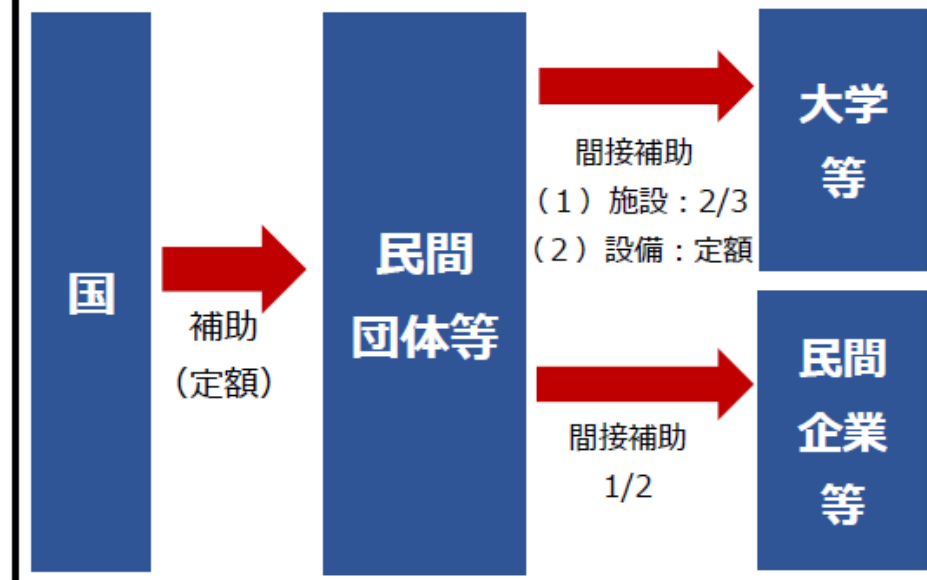 国
補助
（定額）
民間
団体等
間接補助
（１）施設：2/3
（２）設備：定額
大学
等
間接補助
1/2
民間
企業
等